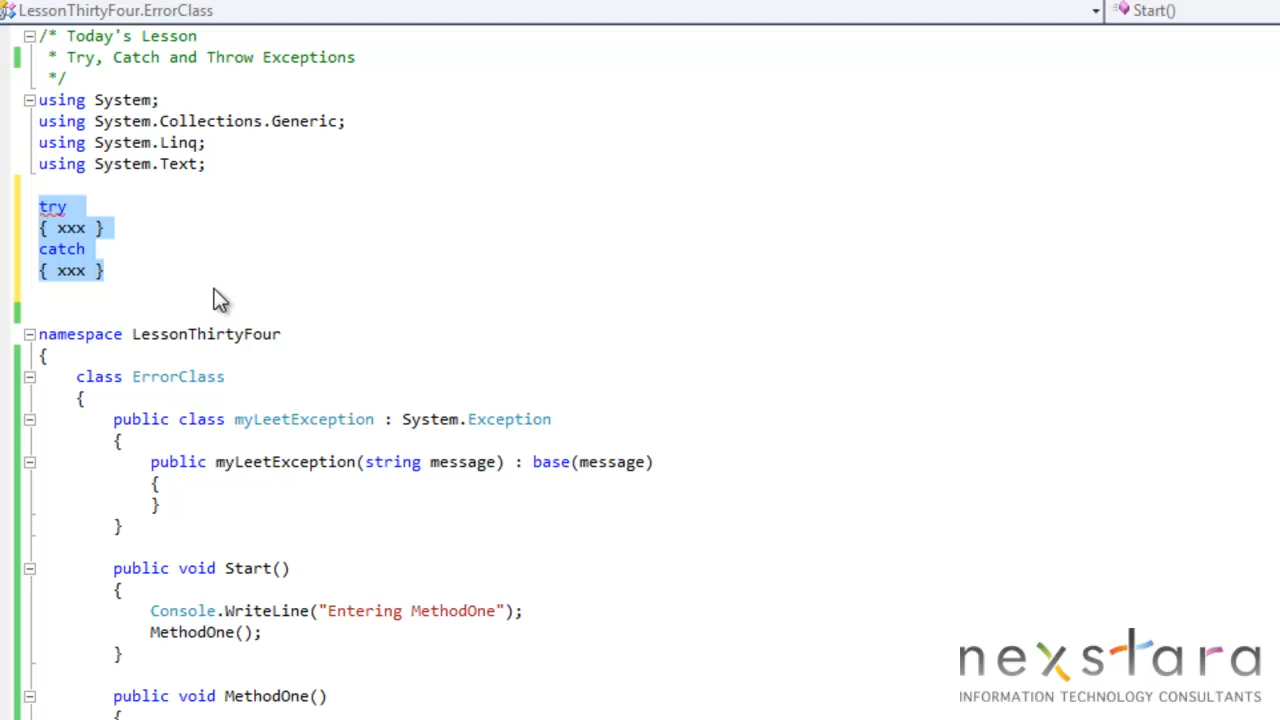 LessonThirtyFour.ErrorClass
Start()
/* Today's Lesson
* Try, Catch and Throw Exceptions
*/
using System;
using System.Collections.Generic;
using System.Linq;
using System.Text;
try
{ xxx }
catch
{ xxx }
namespace LessonThirtyFour
{
class ErrorClass
{
public class myLeetException : System.Exception
{
public myLeetException(string message) : base(message)
{
}
}
public void Start()
{
Console.WriteLine("Entering MethodOne");
MethodOne();
}
public void MethodOne()
{
nexstara
INFORMATION TECHNOLOGY CONSULTANTS